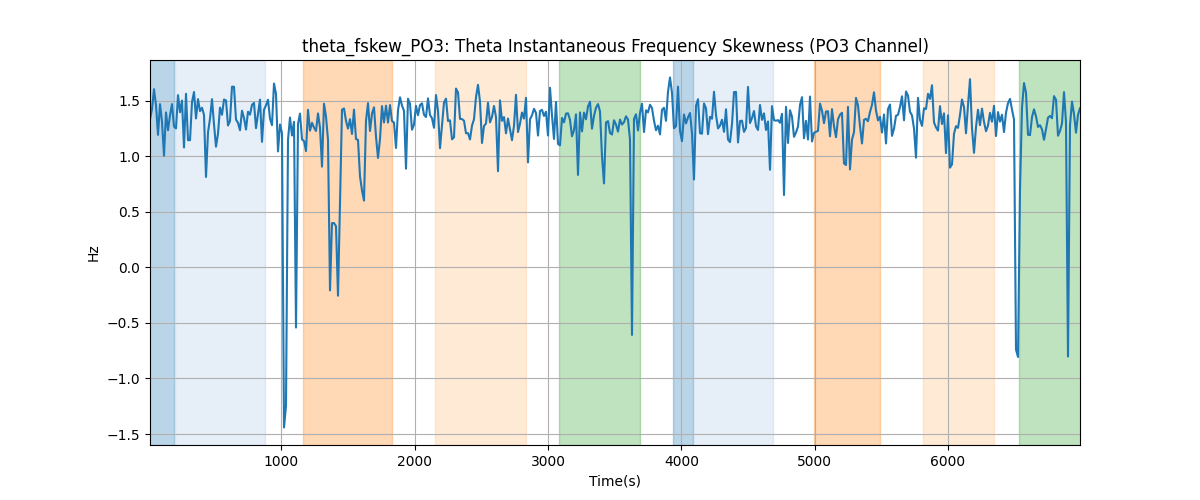 theta_fskew_PO3: Theta Instantaneous Frequency Skewness (PO3 Channel)
1.5
1.0
0.5
0.0
−0.5
−1.0
−1.5
Hz
1000 2000 3000 4000 5000 6000
Time(s)